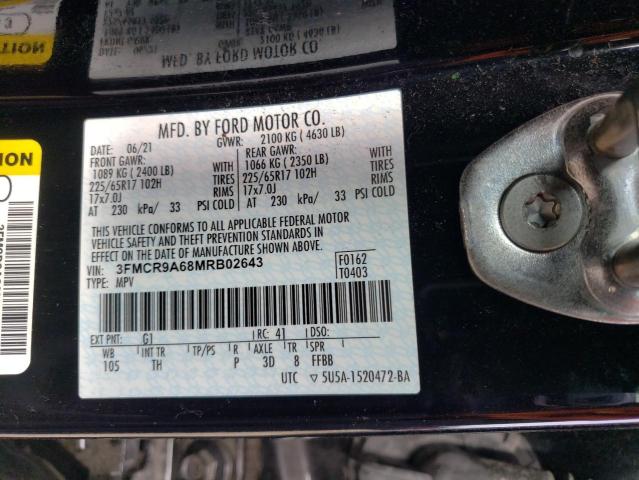 MFD. BY FORD MOTOR CO.
DATE: 06/21 GVWR: 2100 KG ( 4630 LB)
FRONT GAWR: REAR GAWR:
1089 KG ( 2400 LB) 1066 KG ( 2350 LB)
225/65R17 102H TIRES 225/65R17 102H TIRES
17x7.0J RIMS 17x7.0J RIMS
AT 230 kPa/ 33 PSI COLD AT 230 kPa/ 33 PSI COLD
THIS VEHICLE CONFORMS TO ALL APPLICABLE FEDERAL MOTOR
VEHICLE SAFETY AND THEFT PREVENTION STANDARDS IN
EFFECT ON THE DATE OF MANUFACTURE SHOWN ABOVE.
VIN: 3FMCR9A68MRB02643 F0162
TYPE: MPV T0403
EXT PNT: G1 RC: 41 DSO:
WB INT TR TP/PS R AXLE TR SPR
105 TH P 3D 8 FFBB
UTC ▽ 5U5A-1520472-BA
MFD. BY FORD MOTOR CO.